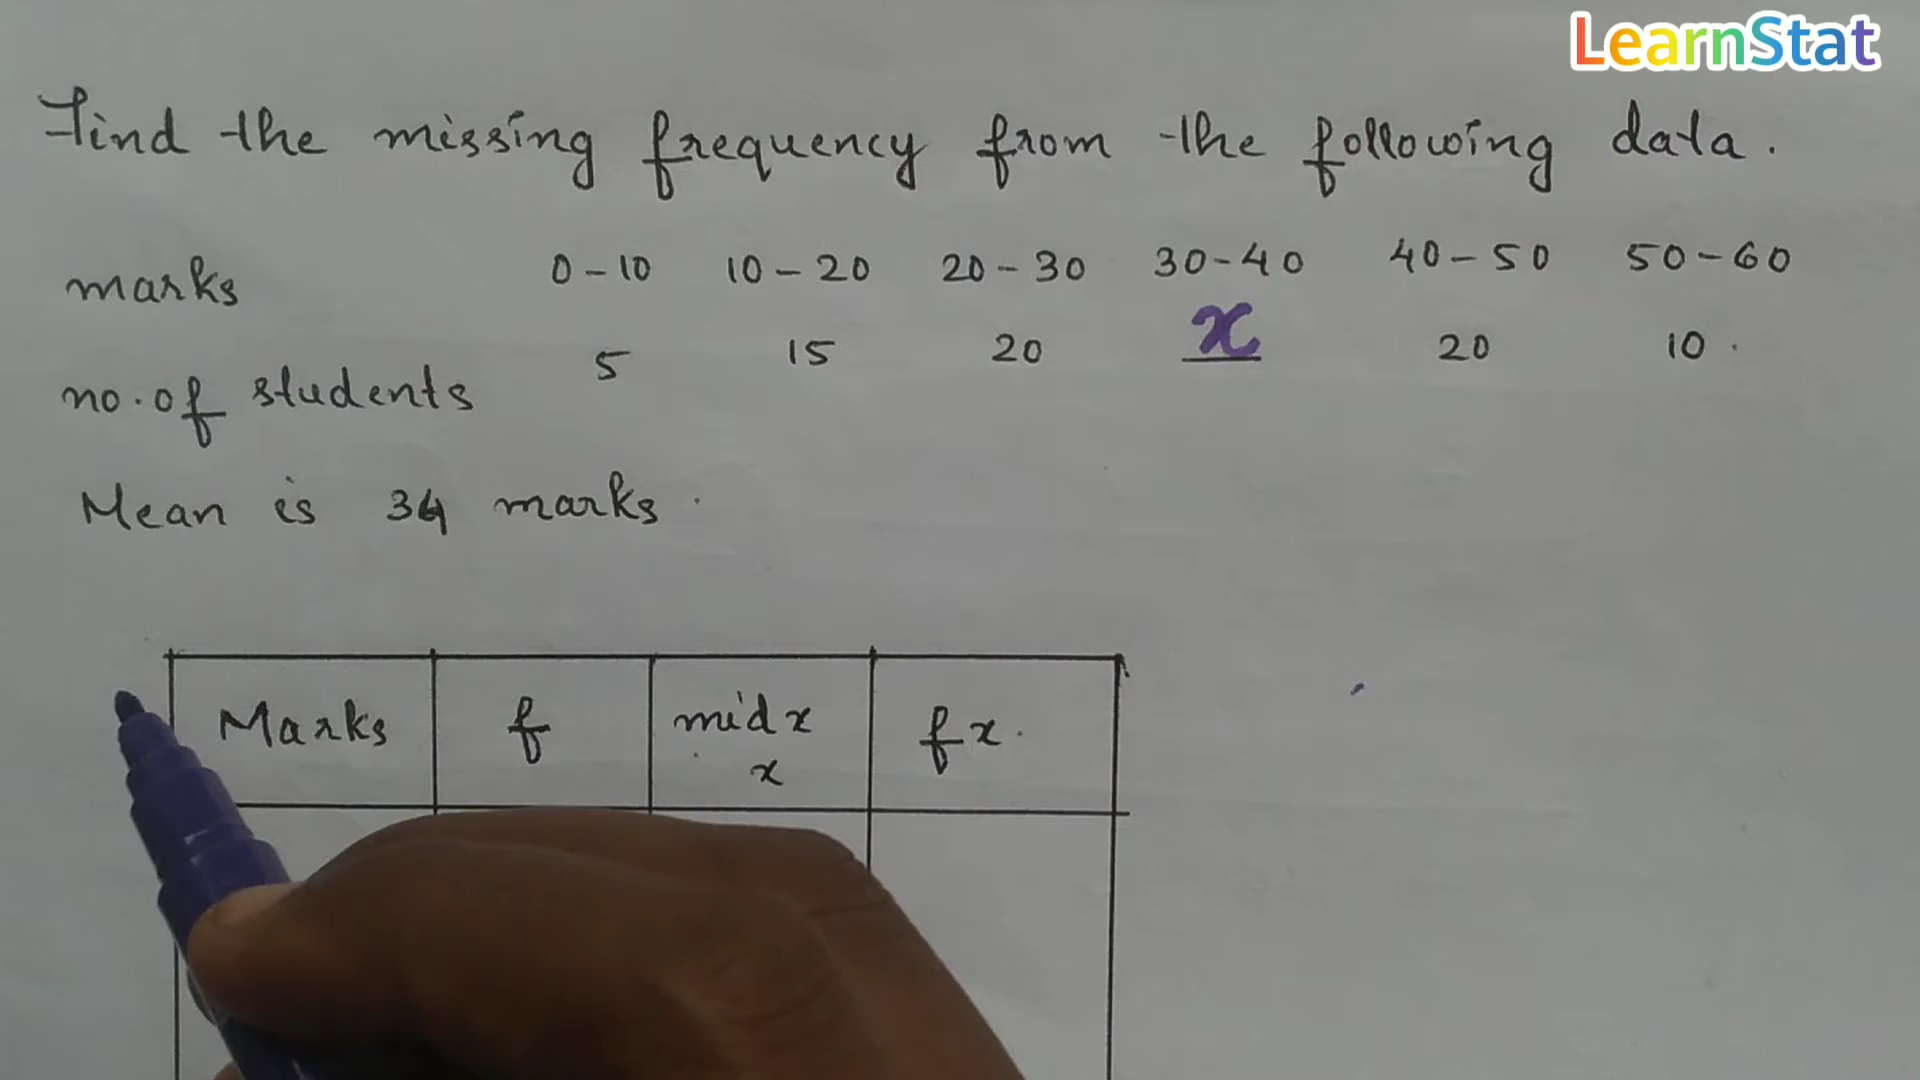 LearnStat
Find the missing frequency from the following data.
marks 0-10 10-20 20-30 30-40 40-50 50-60
no. of students 5 15 20 x 20 10.
Mean is 34 marks.
Marks f mid x fx.
x